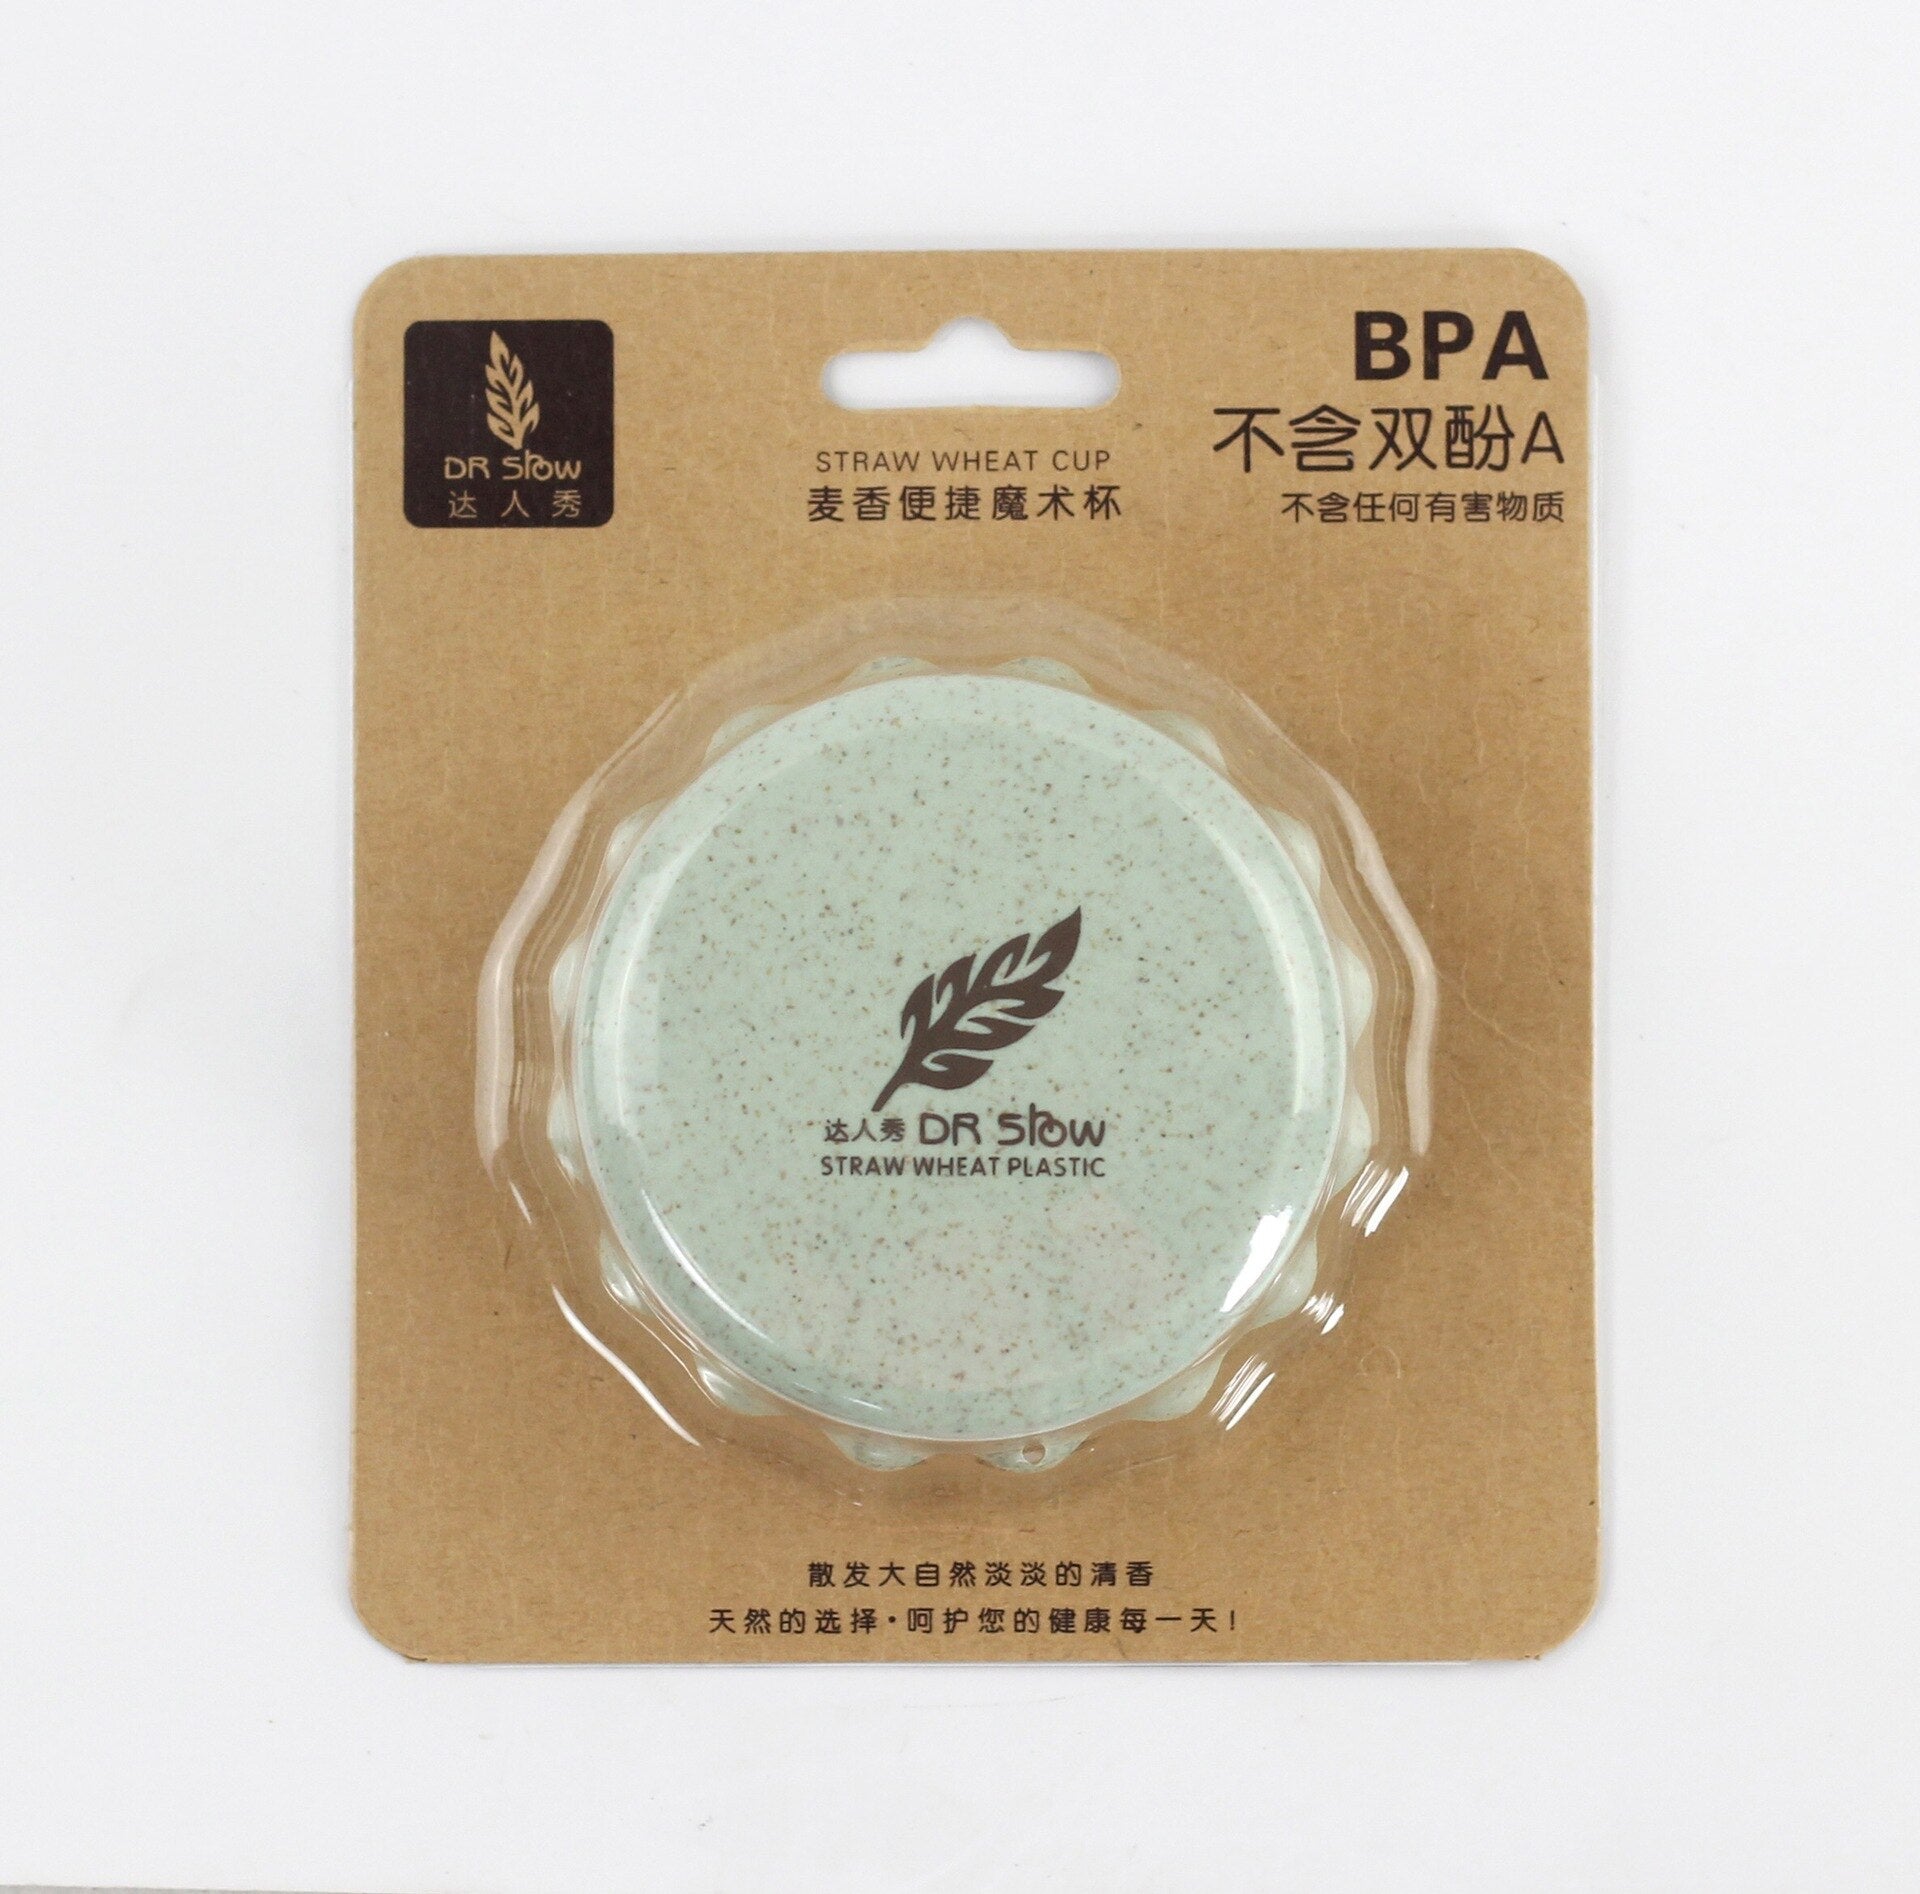 DR Show
达人秀
STRAW WHEAT CUP
麦香便捷魔术杯
BPA
不含双酚A
不含任何有害物质
达人秀 DR Show
STRAW WHEAT PLASTIC
散发大自然淡淡的清香
天然的选择·呵护您的健康每一天!